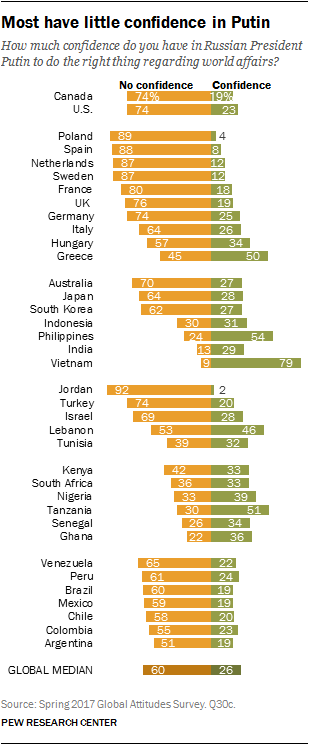 Most have little confidence in Putin
How much confidence do you have in Russian President
Putin to do the right thing regarding world affairs?
No confidence Confidence
Canada 74% 19%
U.S. 74 23
Poland 89 4
Spain 88 8
Netherlands 87 12
Sweden 87 12
France 80 18
UK 76 19
Germany 74 25
Italy 64 26
Hungary 57 34
Greece 45 50
Australia 70 27
Japan 64 28
South Korea 62 27
Indonesia 30 31
Philippines 24 54
India 13 29
Vietnam 9 79
Jordan 92 2
Turkey 74 20
Israel 69 28
Lebanon 53 46
Tunisia 39 32
Kenya 42 33
South Africa 36 33
Nigeria 33 39
Tanzania 30 51
Senegal 26 34
Ghana 22 36
Venezuela 65 22
Peru 61 24
Brazil 60 19
Mexico 59 19
Chile 58 20
Colombia 55 23
Argentina 51 19
GLOBAL MEDIAN 60 26
Source: Spring 2017 Global Attitudes Survey. Q30c.
PEW RESEARCH CENTER